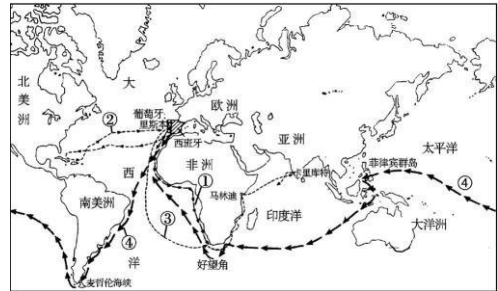 北美洲
大
西
洋
②
葡萄牙
里斯本
西班牙
欧洲
亚洲
太平洋
菲律宾群岛
非洲
①
马林迪
卡里库特
④
南美洲
③
印度洋
大洋洲
④
好望角
麦哲伦海峡